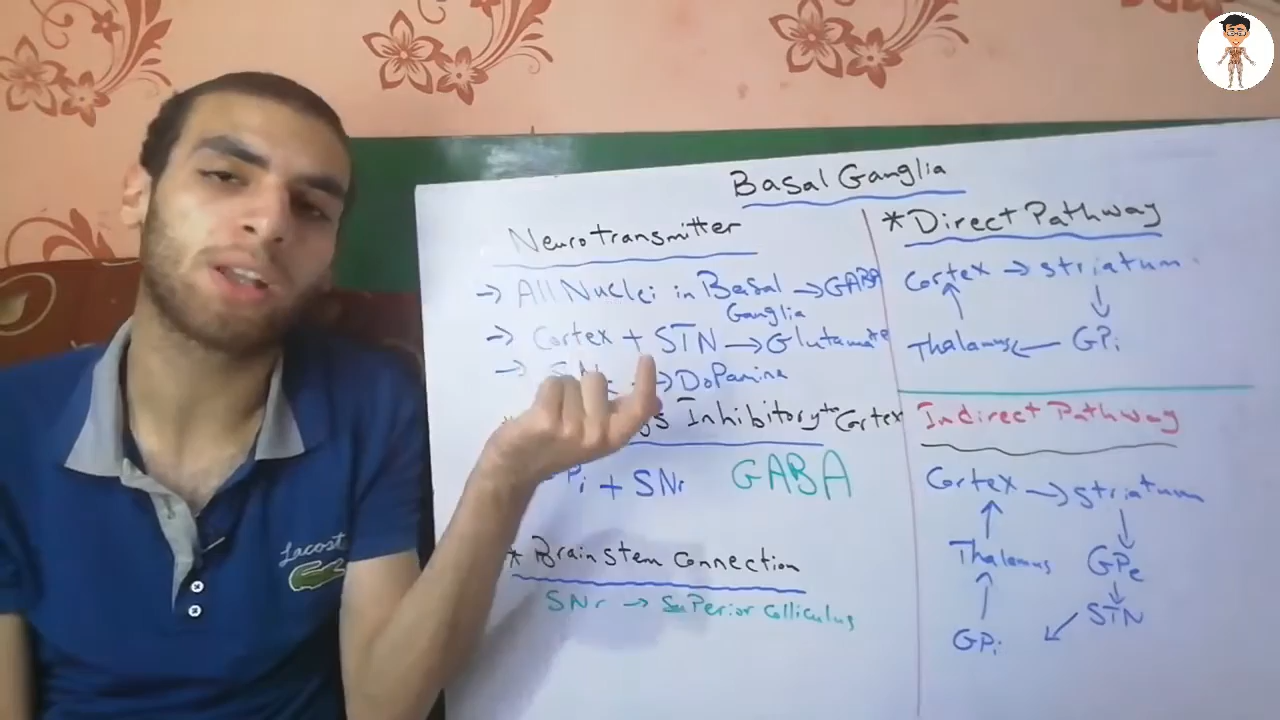 Basal Ganglia
Neurotransmitter
→ All Nuclei in Basal → GABA
Ganglia
→ Cortex + STN → Glutamate
→ → Dopamine
Inhibitory to Cortex
Pi + SNr GABA
* Brainstem Connection
SNr → Superior Colliculus
* Direct Pathway
Cortex → striatum
Thalamus ← GPi
Indirect Pathway
Cortex → striatum
Thalamus GPe
STN
GPi
Lacoste